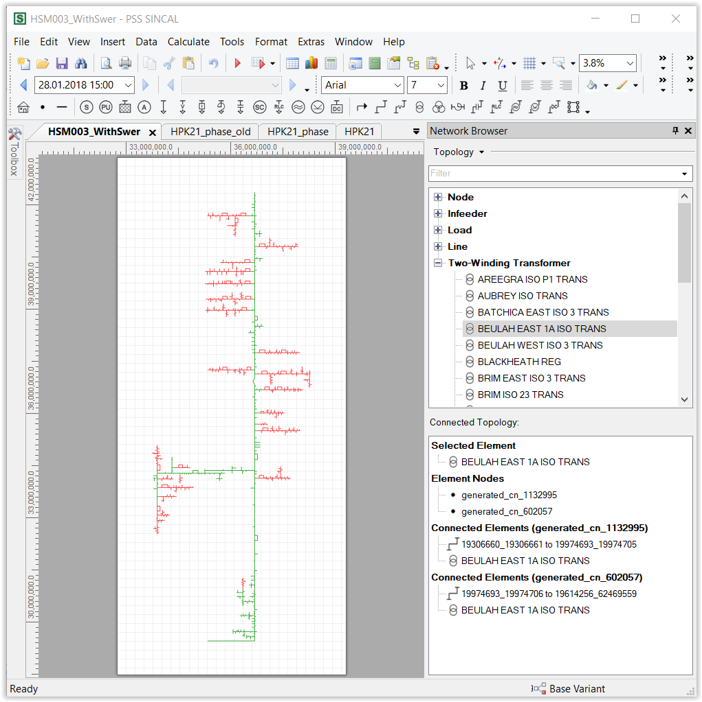 HSM003_WithSwer - PSS SINCAL
File Edit View Insert Data Calculate Tools Format Extras Window Help
3.8%
28.01.2018 15:00 Arial 7 B I U
S PU A SC DC
Toolbox
HSM003_WithSwer HPK21_phase_old HPK21_phase HPK21
33,000,000.0 36,000,000.0 39,000,000.0
42,000,000.0
39,000,000.0
36,000,000.0
33,000,000.0
30,000,000.0
Network Browser
Topology
Filter
Node
Infeeder
Load
Line
Two-Winding Transformer
AREEGRA ISO P1 TRANS
AUBREY ISO TRANS
BATCHICA EAST ISO 3 TRANS
BEULAH EAST 1A ISO TRANS
BEULAH WEST ISO 3 TRANS
BLACKHEATH REG
BRIM EAST ISO 3 TRANS
BRIM ISO 23 TRANS
Connected Topology:
Selected Element
BEULAH EAST 1A ISO TRANS
Element Nodes
generated_cn_1132995
generated_cn_602057
Connected Elements (generated_cn_1132995)
19306660_19306661 to 19974693_19974705
BEULAH EAST 1A ISO TRANS
Connected Elements (generated_cn_602057)
19974693_19974706 to 19614256_62469559
BEULAH EAST 1A ISO TRANS
Ready
Base Variant